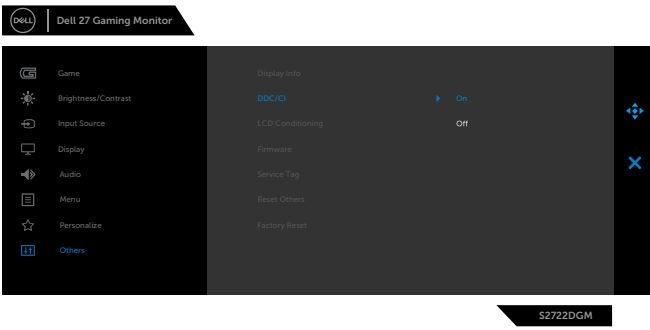 DELL Dell 27 Gaming Monitor
Game Display Info
Brightness/Contrast DDC/CI On
Input Source LCD Conditioning Off
Display Firmware
Audio Service Tag
Menu Reset Others
Personalize Factory Reset
Others
S2722DGM